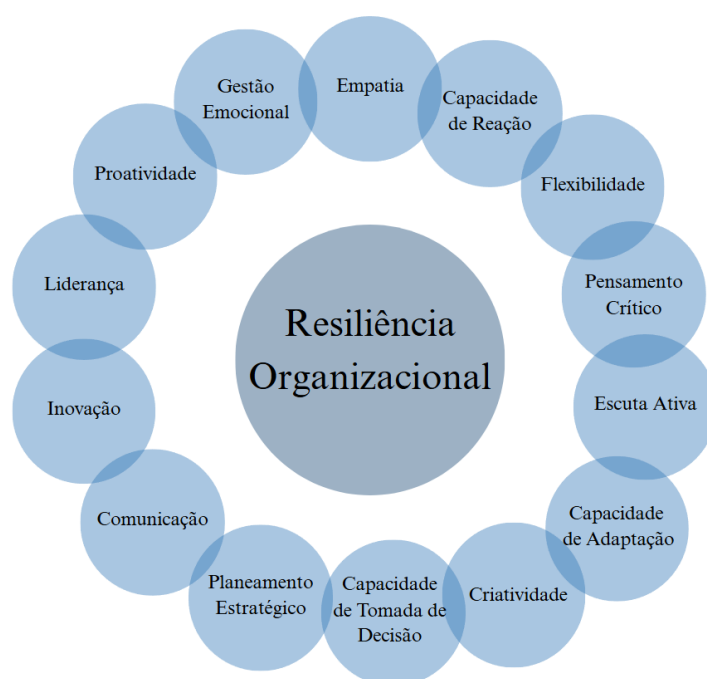 Empatia
Capacidade
de Reação
Flexibilidade
Pensamento
Crítico
Escuta Ativa
Capacidade
de Adaptação
Criatividade
Capacidade
de Tomada de
Decisão
Planeamento
Estratégico
Comunicação
Inovação
Liderança
Proatividade
Gestão
Emocional
Resiliência
Organizacional